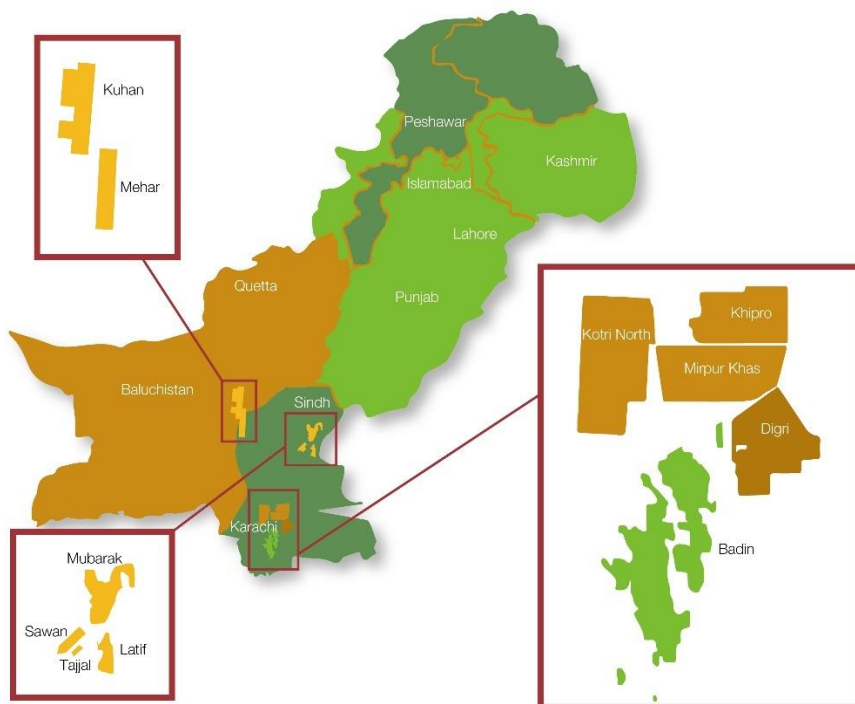 Kuhan
Mehar
Peshawar
Kashmir
Islamabad
Lahore
Quetta
Punjab
Baluchistan
Sindh
Karachi
Khipro
Kotri North
Mirpur Khas
Digri
Badin
Mubarak
Sawan
Latif
Tajjal